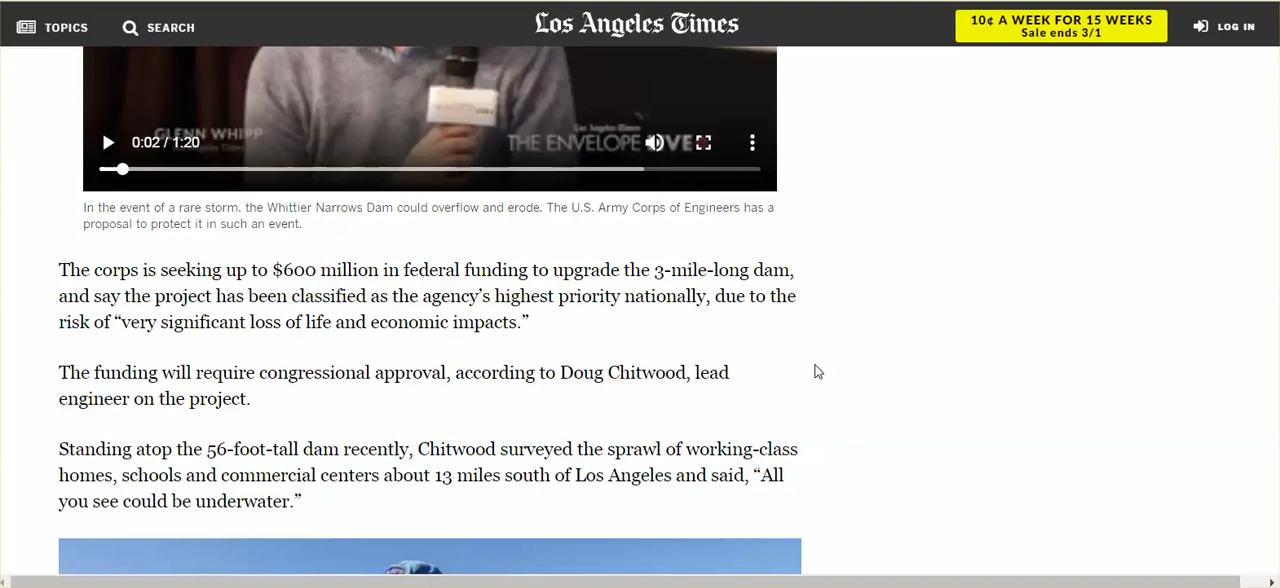 TOPICS
SEARCH
Los Angeles Times
10¢ A WEEK FOR 15 WEEKS
Sale ends 3/1
LOG IN
GLENN WHIPP
0:02 / 1:20
Los Angeles Times
THE ENVELOPE LIVE
In the event of a rare storm, the Whittier Narrows Dam could overflow and erode. The U.S. Army Corps of Engineers has a
proposal to protect it in such an event.
The corps is seeking up to $600 million in federal funding to upgrade the 3-mile-long dam,
and say the project has been classified as the agency’s highest priority nationally, due to the
risk of “very significant loss of life and economic impacts.”
The funding will require congressional approval, according to Doug Chitwood, lead
engineer on the project.
Standing atop the 56-foot-tall dam recently, Chitwood surveyed the sprawl of working-class
homes, schools and commercial centers about 13 miles south of Los Angeles and said, “All
you see could be underwater.”